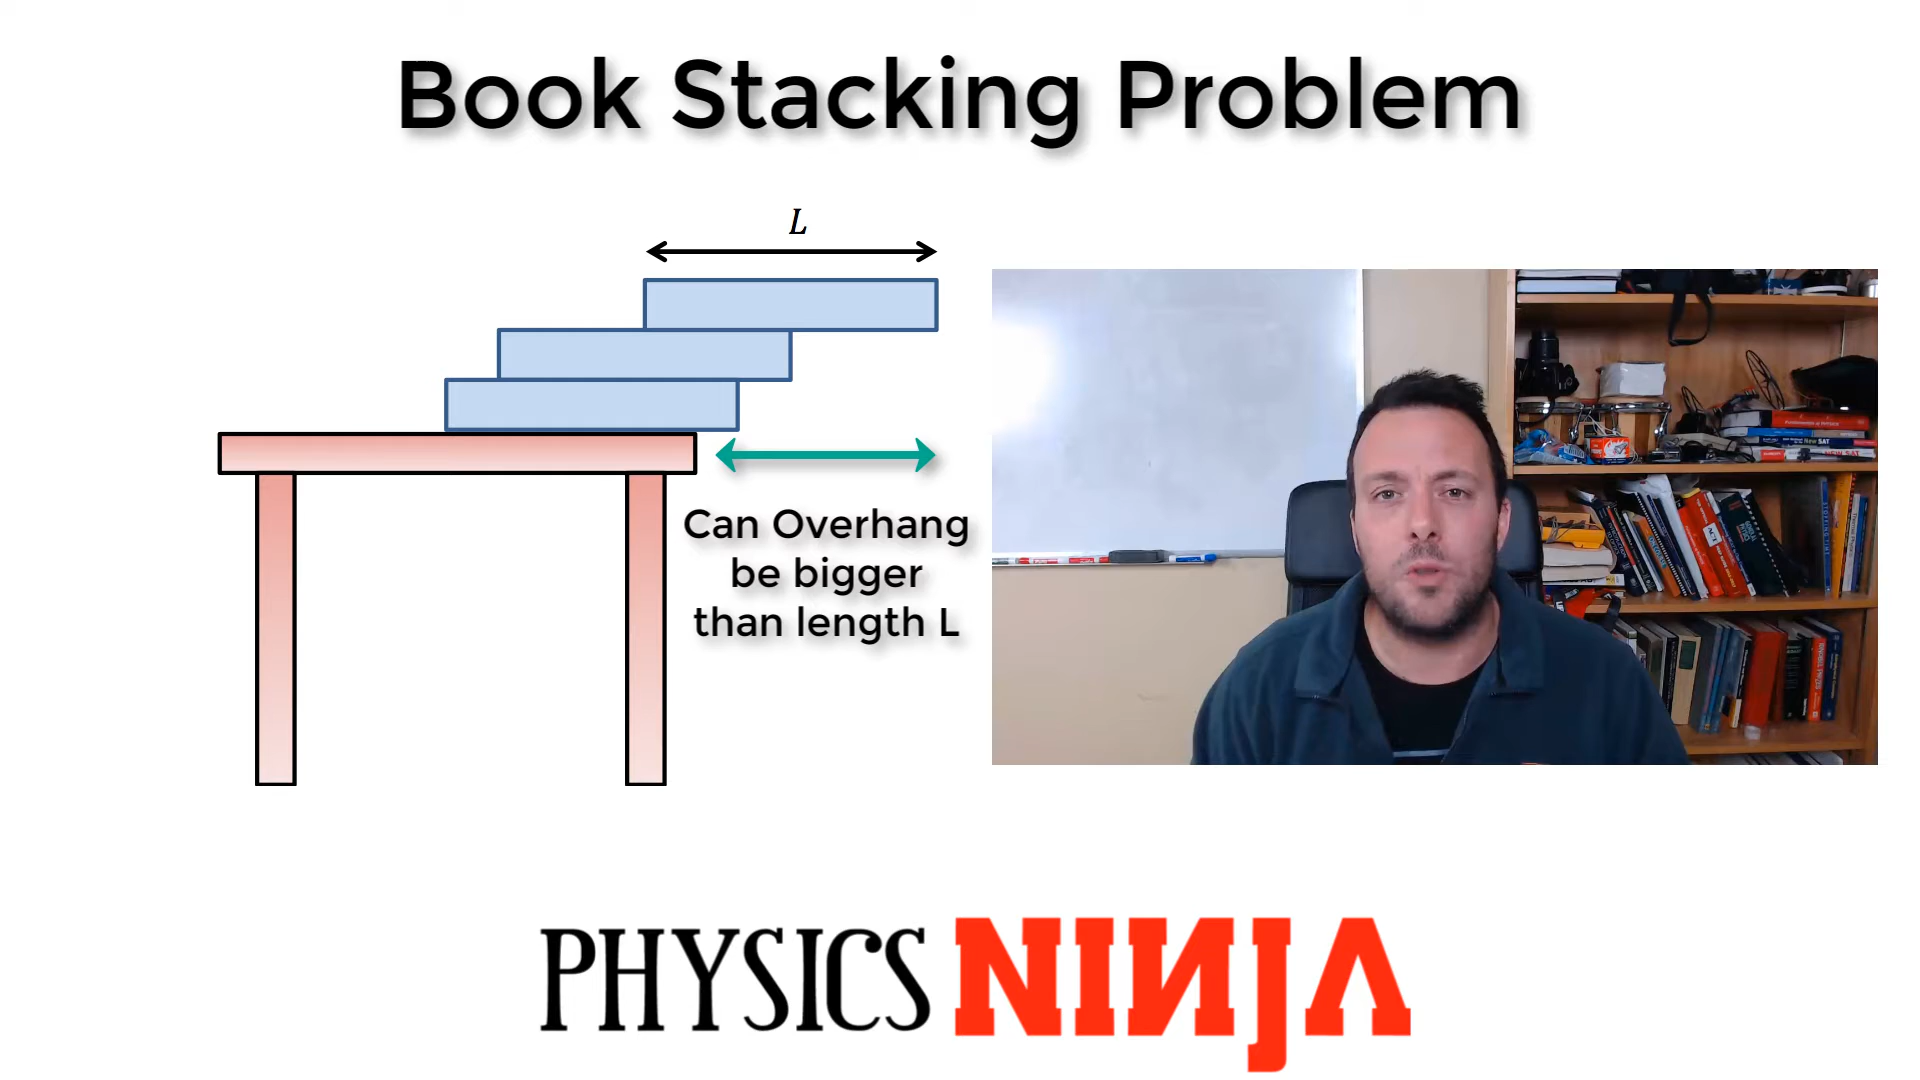 Book Stacking Problem
L
Can Overhang
be bigger
than length L
PHYSICS NINJA